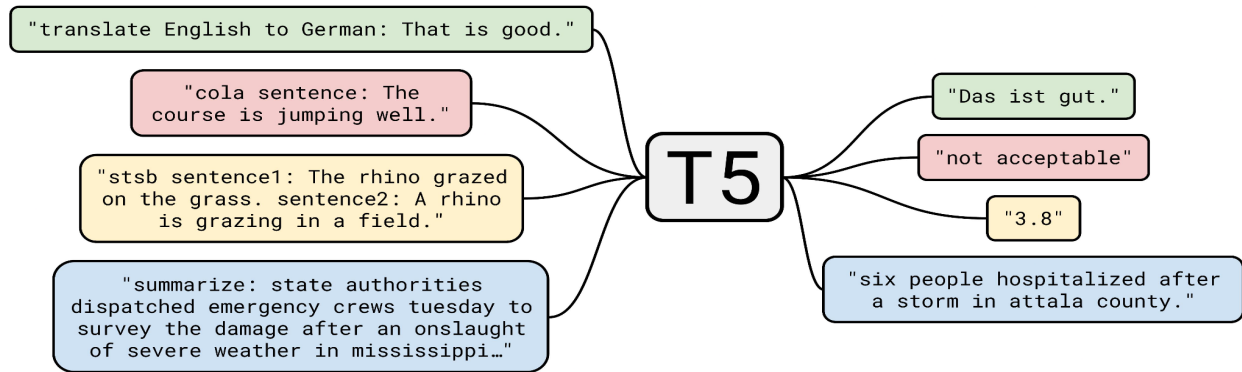 "translate English to German: That is good."
"cola sentence: The
course is jumping well."
"stsb sentence1: The rhino grazed
on the grass. sentence2: A rhino
is grazing in a field."
"summarize: state authorities
dispatched emergency crews tuesday to
survey the damage after an onslaught
of severe weather in mississippi…"
T5
"Das ist gut."
"not acceptable"
"3.8"
"six people hospitalized after
a storm in attala county."